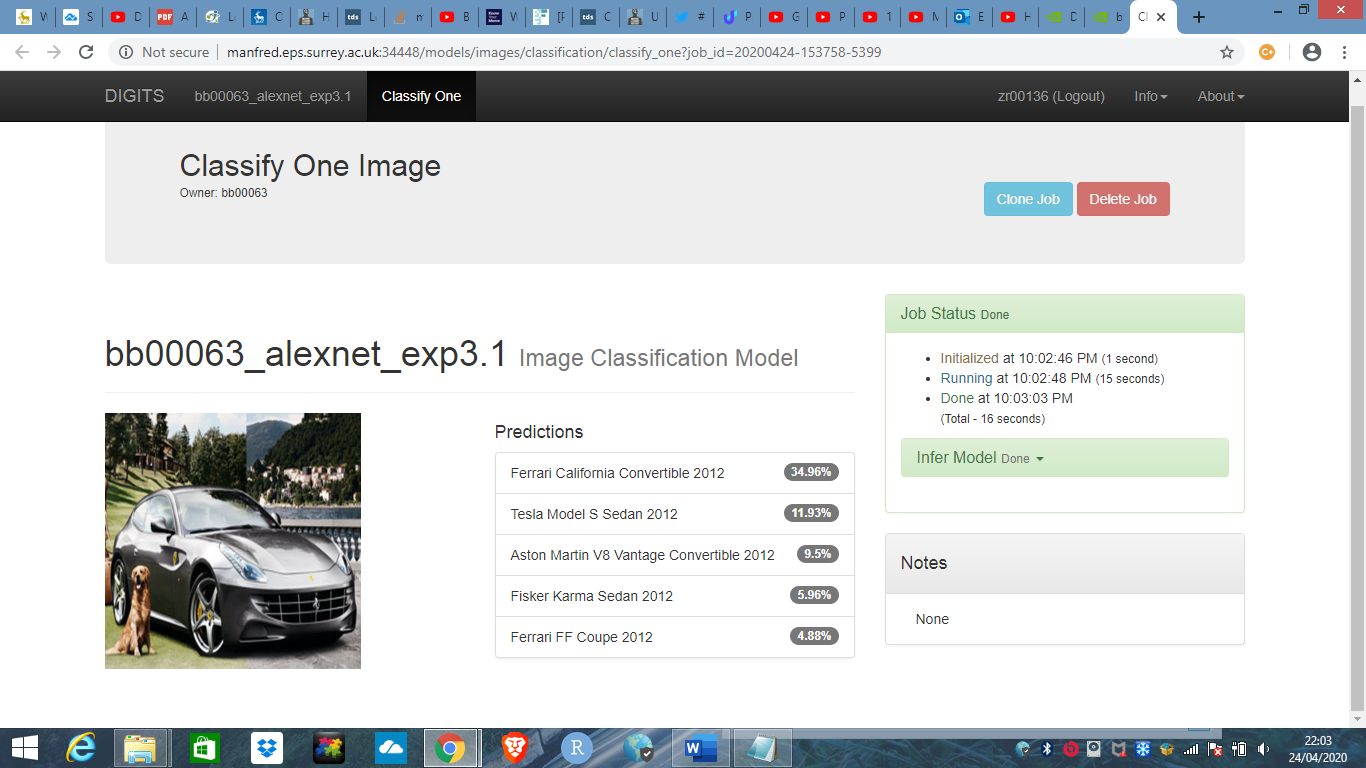 W
S
D
A
L
C
H
L
m
B
W
[F
C
U
#
P
G
P
1
M
E
H
D
b
Cl
Not secure
manfred.eps.surrey.ac.uk:34448/models/images/classification/classify_one?job_id=20200424-153758-5399
DIGITS
bb00063_alexnet_exp3.1
Classify One
zr00136 (Logout)
Info
About
Classify One Image
Owner: bb00063
Clone Job
Delete Job
bb00063_alexnet_exp3.1 Image Classification Model
Predictions
Ferrari California Convertible 2012 34.96%
Tesla Model S Sedan 2012 11.93%
Aston Martin V8 Vantage Convertible 2012 9.5%
Fisker Karma Sedan 2012 5.96%
Ferrari FF Coupe 2012 4.88%
Job Status Done
Initialized at 10:02:46 PM (1 second)
Running at 10:02:48 PM (15 seconds)
Done at 10:03:03 PM
(Total - 16 seconds)
Infer Model Done
Notes
None
22:03
24/04/2020